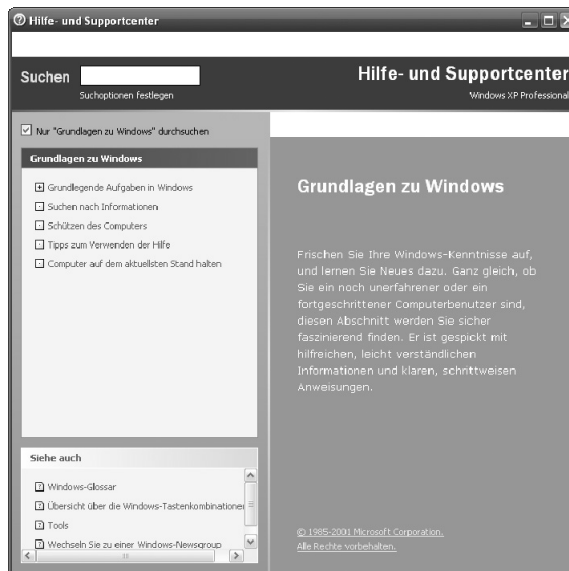 Hilfe- und Supportcenter
Suchen
Suchoptionen festlegen
Hilfe- und Supportcenter
Windows XP Professional
Nur "Grundlagen zu Windows" durchsuchen
Grundlagen zu Windows
Grundlegende Aufgaben in Windows
Suchen nach Informationen
Schützen des Computers
Tipps zum Verwenden der Hilfe
Computer auf dem aktuellsten Stand halten
Siehe auch
Windows-Glossar
Übersicht über die Windows-Tastenkombinationen
Tools
Wechseln Sie zu einer Windows-Newsgroup
Grundlagen zu Windows
Frischen Sie Ihre Windows-Kenntnisse auf,
und lernen Sie Neues dazu. Ganz gleich, ob
Sie ein noch unerfahrener oder ein
fortgeschrittener Computerbenutzer sind,
diesen Abschnitt werden Sie sicher
faszinierend finden. Er ist gespickt mit
hilfreichen, leicht verständlichen
Informationen und klaren, schrittweisen
Anweisungen.
© 1985-2001 Microsoft Corporation.
Alle Rechte vorbehalten.